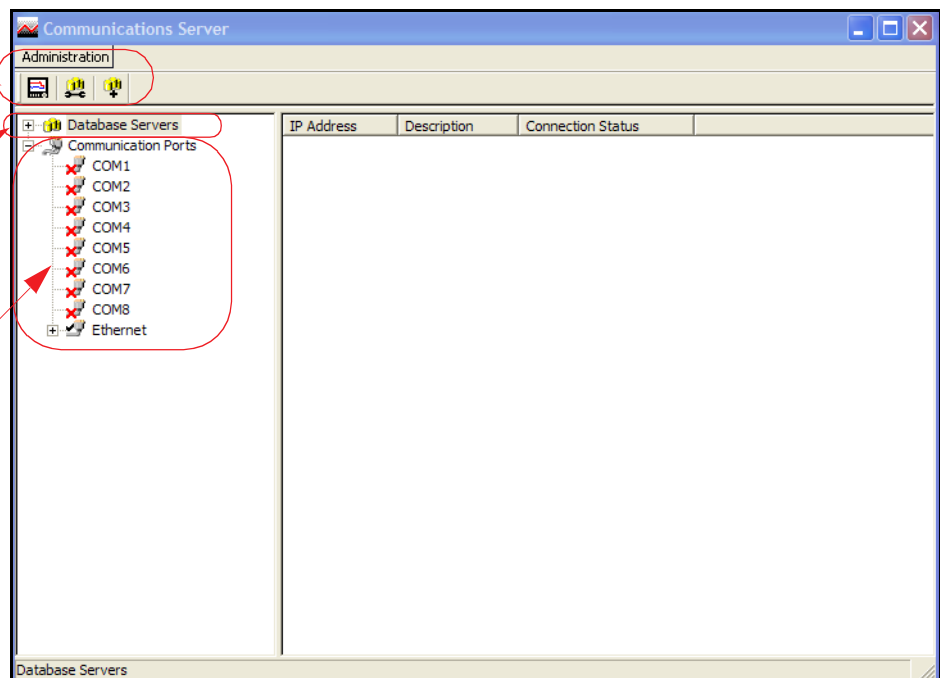 Communications Server
Administration
Database Servers
IP Address Description Connection Status
Communication Ports
COM1
COM2
COM3
COM4
COM5
COM6
COM7
COM8
Ethernet
Database Servers